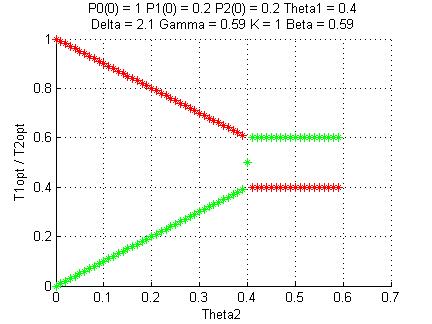 P0(0) = 1 P1(0) = 0.2 P2(0) = 0.2 Theta1 = 0.4
Delta = 2.1 Gamma = 0.59 K = 1 Beta = 0.59
1
0.8
0.6
0.4
0.2
0
T1opt / T2opt
0 0.1 0.2 0.3 0.4 0.5 0.6 0.7
Theta2